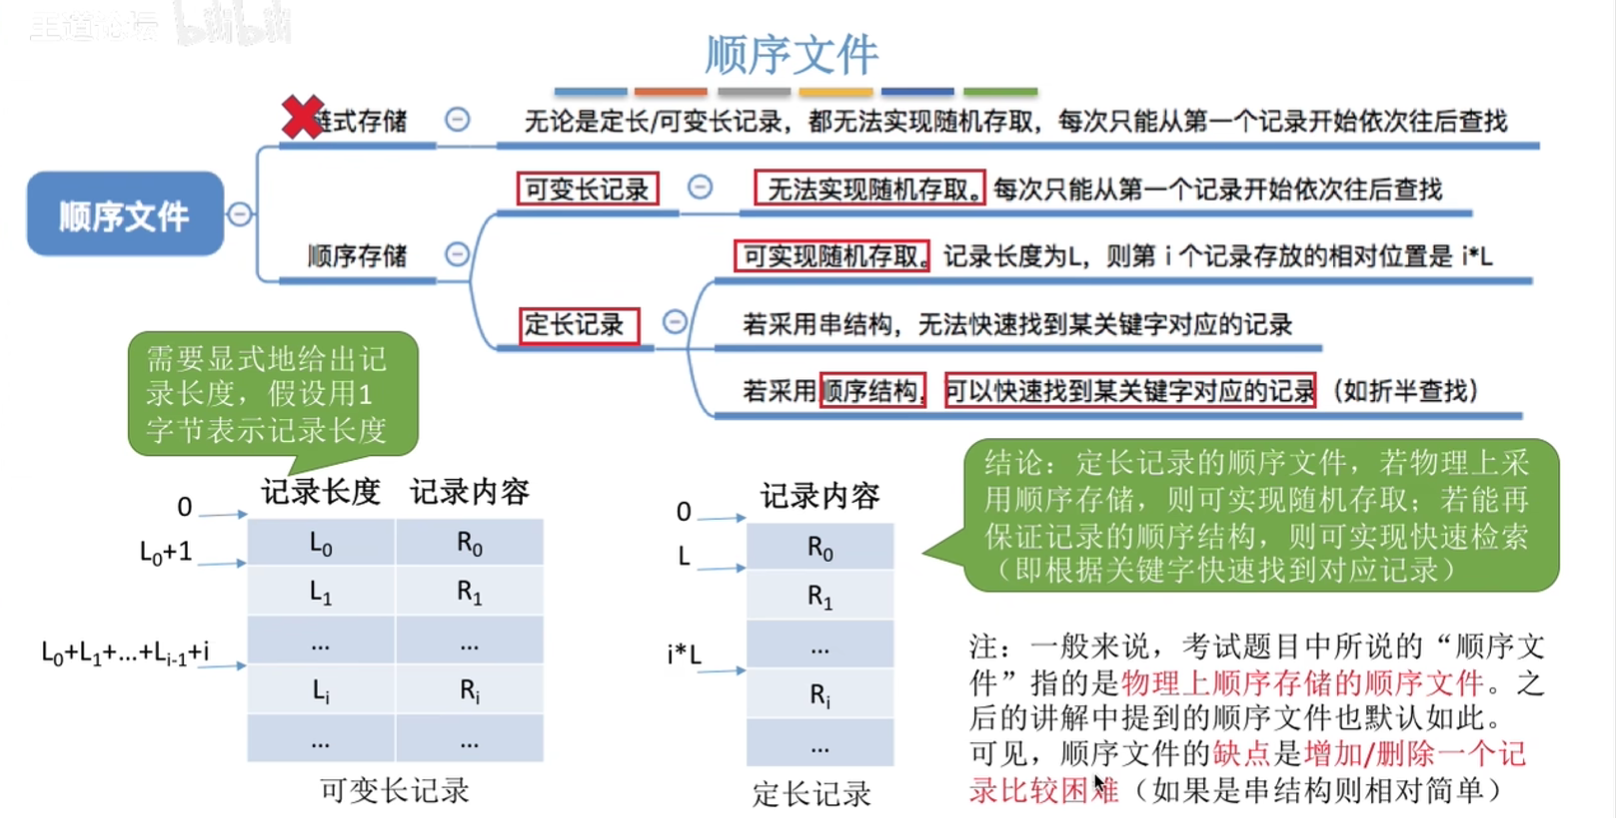 王道论坛 bilibili
顺序文件
链式存储
无论是定长/可变长记录，都无法实现随机存取，每次只能从第一个记录开始依次往后查找
可变长记录
无法实现随机存取。每次只能从第一个记录开始依次往后查找
顺序文件
顺序存储
可实现随机存取。记录长度为L，则第 i 个记录存放的相对位置是 i*L
定长记录
若采用串结构，无法快速找到某关键字对应的记录
若采用顺序结构，可以快速找到某关键字对应的记录（如折半查找）
需要显式地给出记
录长度，假设用1
字节表示记录长度
记录长度 记录内容
0
L₀+1
L₀+L₁+...+Lᵢ₋₁+i
L₀ R₀
L₁ R₁
... ...
Lᵢ Rᵢ
... ...
可变长记录
记录内容
0
L
i*L
R₀
R₁
...
Rᵢ
...
定长记录
结论：定长记录的顺序文件，若物理上采
用顺序存储，则可实现随机存取；若能再
保证记录的顺序结构，则可实现快速检索
（即根据关键字快速找到对应记录）
注：一般来说，考试题目中所说的“顺序文
件”指的是物理上顺序存储的顺序文件。之
后的讲解中提到的顺序文件也默认如此。
可见，顺序文件的缺点是增加/删除一个记
录比较困难（如果是串结构则相对简单）